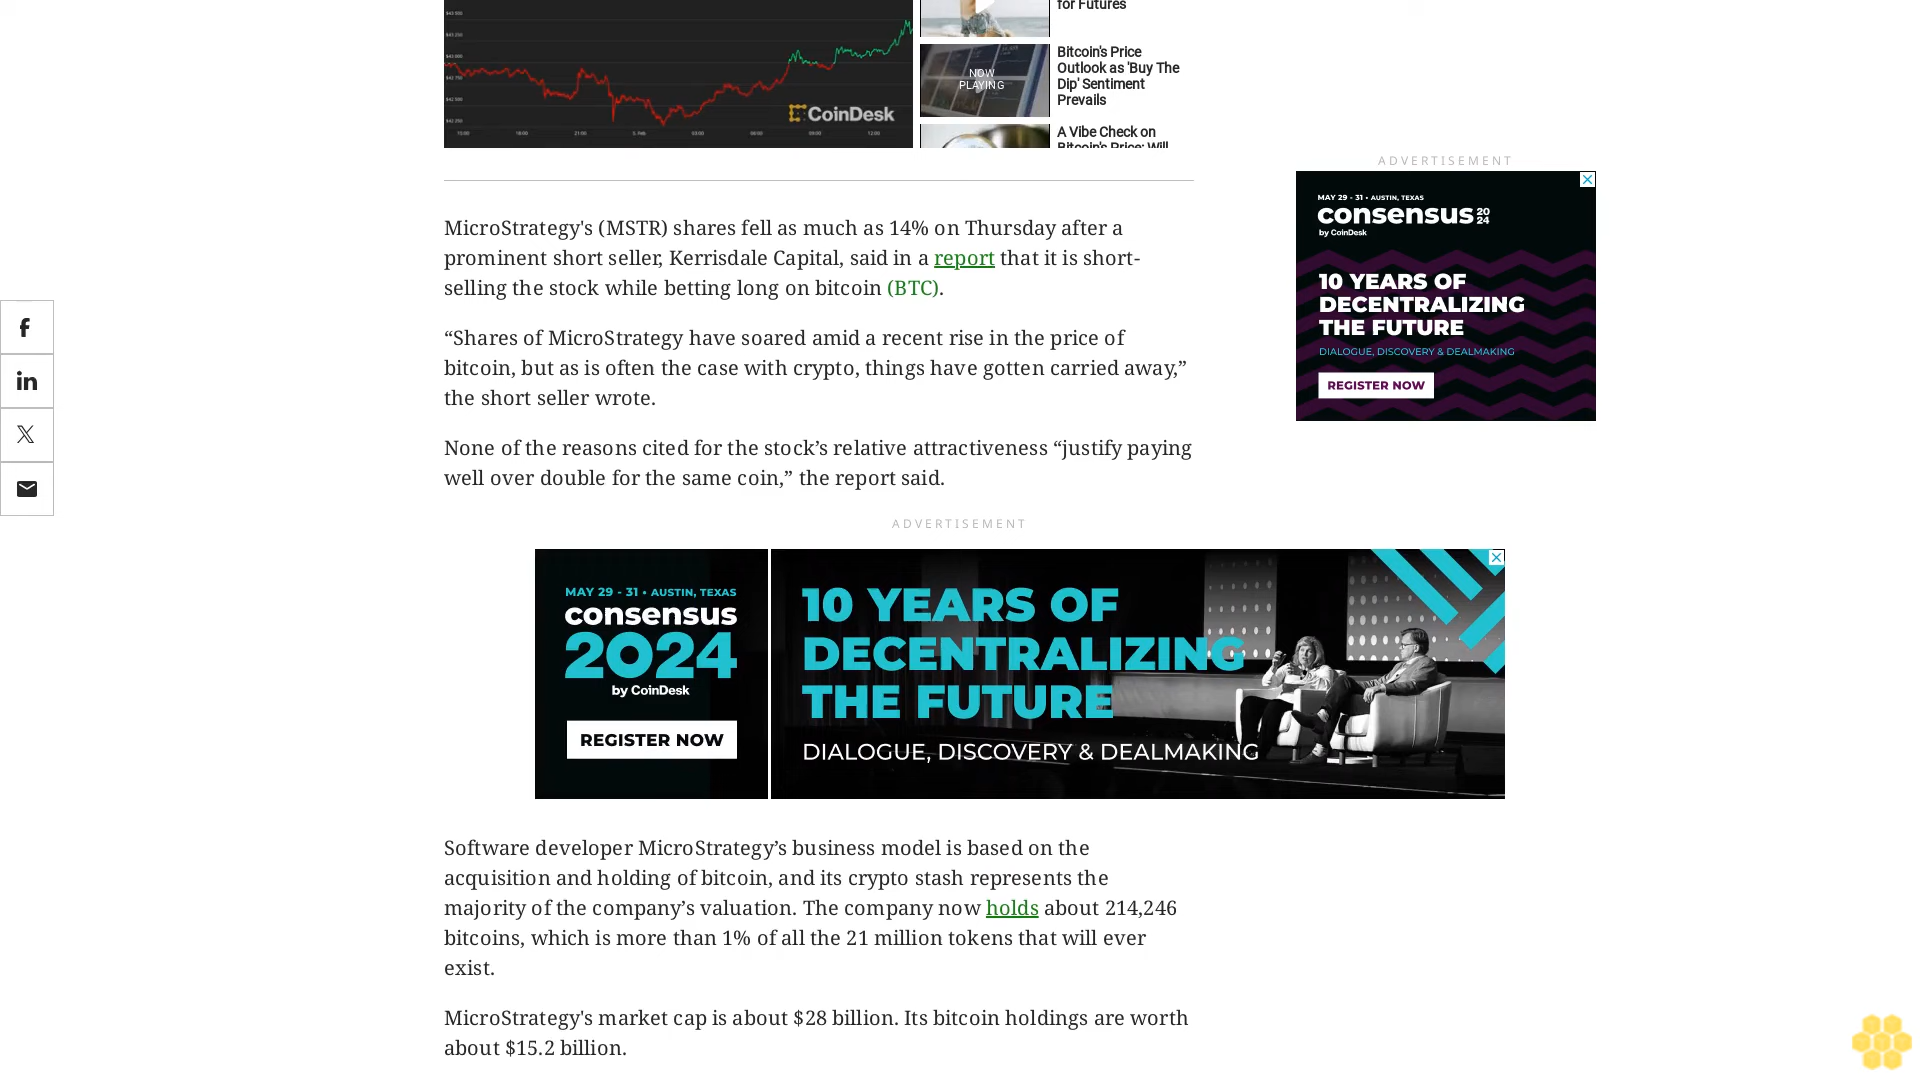 for Futures
Bitcoin's Price
Outlook as 'Buy The
Dip' Sentiment
Prevails
NOW
PLAYING
A Vibe Check on
Bitcoin's Price: Will
CoinDesk
MicroStrategy's (MSTR) shares fell as much as 14% on Thursday after a
prominent short seller, Kerrisdale Capital, said in a report that it is short-
selling the stock while betting long on bitcoin (BTC).
“Shares of MicroStrategy have soared amid a recent rise in the price of
bitcoin, but as is often the case with crypto, things have gotten carried away,”
the short seller wrote.
None of the reasons cited for the stock’s relative attractiveness “justify paying
well over double for the same coin,” the report said.
ADVERTISEMENT
MAY 29 - 31 • AUSTIN, TEXAS
consensus 2024
by CoinDesk
10 YEARS OF
DECENTRALIZING
THE FUTURE
DIALOGUE, DISCOVERY & DEALMAKING
REGISTER NOW
ADVERTISEMENT
MAY 29 - 31 • AUSTIN, TEXAS
consensus
2024
by CoinDesk
REGISTER NOW
10 YEARS OF
DECENTRALIZING
THE FUTURE
DIALOGUE, DISCOVERY & DEALMAKING
Software developer MicroStrategy’s business model is based on the
acquisition and holding of bitcoin, and its crypto stash represents the
majority of the company’s valuation. The company now holds about 214,246
bitcoins, which is more than 1% of all the 21 million tokens that will ever
exist.
MicroStrategy's market cap is about $28 billion. Its bitcoin holdings are worth
about $15.2 billion.